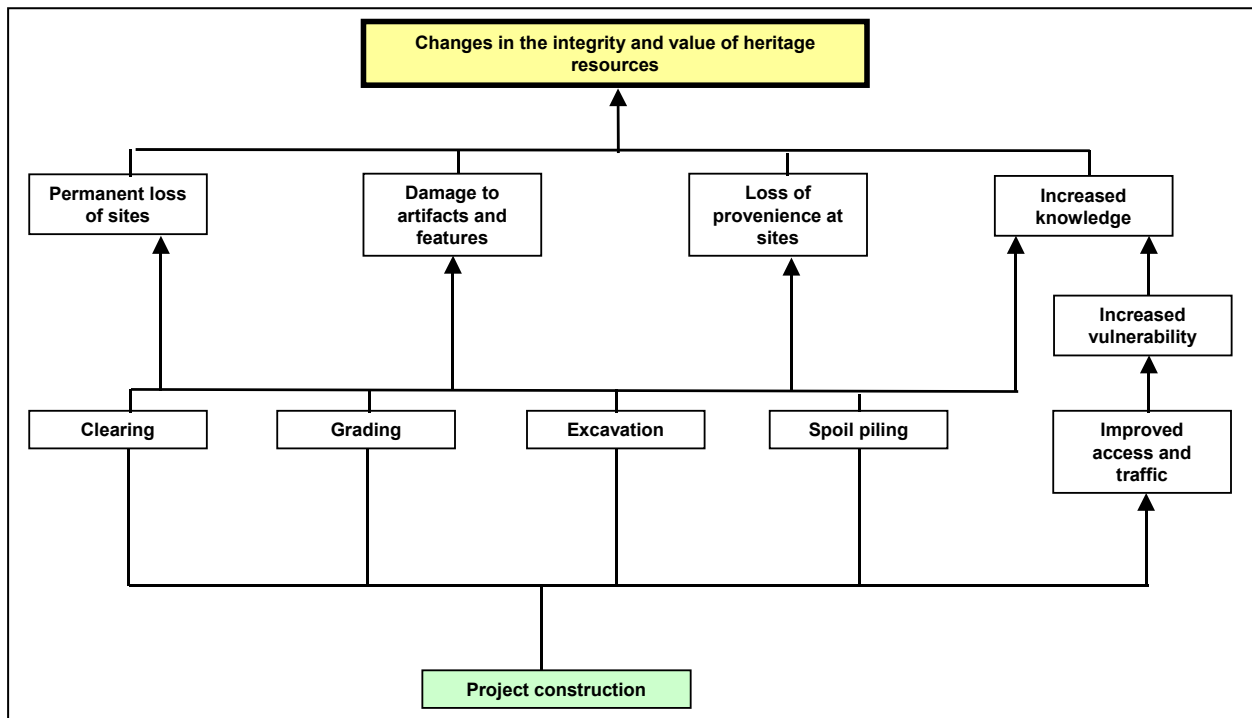 Changes in the integrity and value of heritage
resources
Permanent loss
of sites
Damage to
artifacts and
features
Loss of
provenience at
sites
Increased
knowledge
Increased
vulnerability
Clearing
Grading
Excavation
Spoil piling
Improved
access and
traffic
Project construction